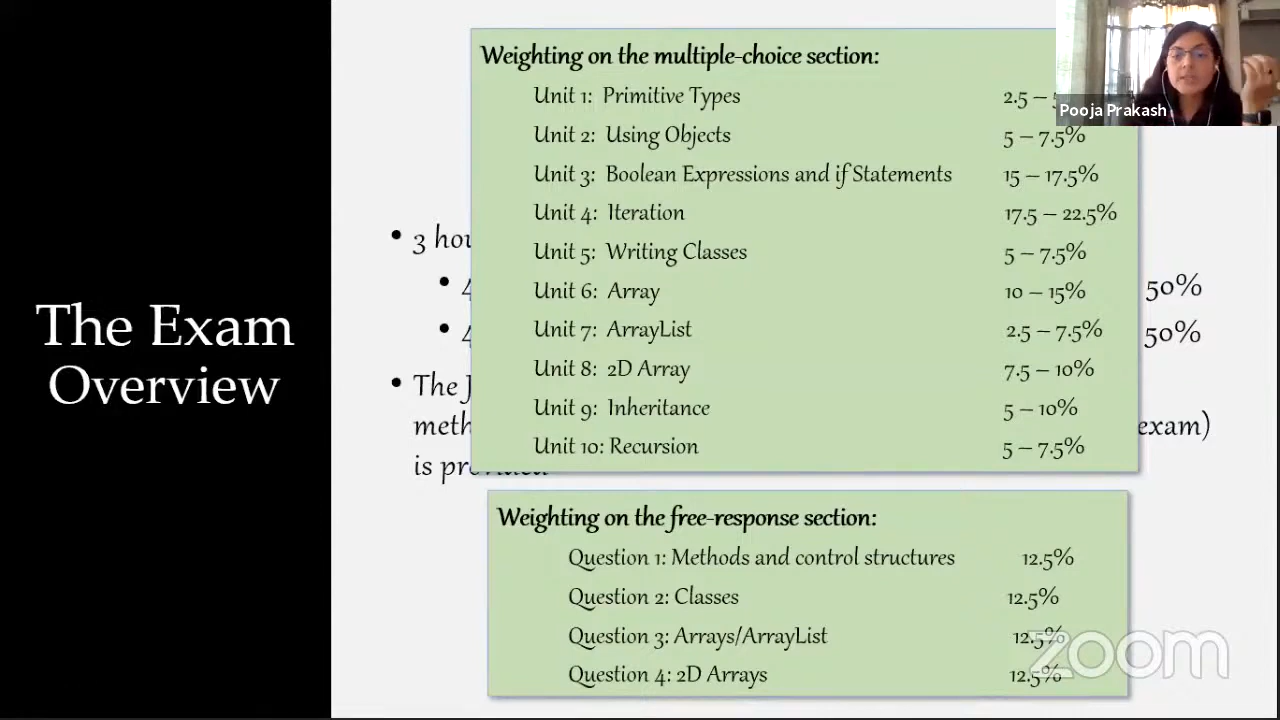 The Exam
Overview
Weighting on the multiple-choice section:
Unit 1: Primitive Types 2.5 –
Unit 2: Using Objects 5 – 7.5%
Unit 3: Boolean Expressions and if Statements 15 – 17.5%
Unit 4: Iteration 17.5 – 22.5%
Unit 5: Writing Classes 5 – 7.5%
Unit 6: Array 10 – 15%
Unit 7: ArrayList 2.5 – 7.5%
Unit 8: 2D Array 7.5 – 10%
Unit 9: Inheritance 5 – 10%
Unit 10: Recursion 5 – 7.5%
• 3
• 50%
• 50%
• The
exam)
is
Weighting on the free-response section:
Question 1: Methods and control structures 12.5%
Question 2: Classes 12.5%
Question 3: Arrays/ArrayList 12.5%
Question 4: 2D Arrays 12.5%
Pooja Prakash
zoom